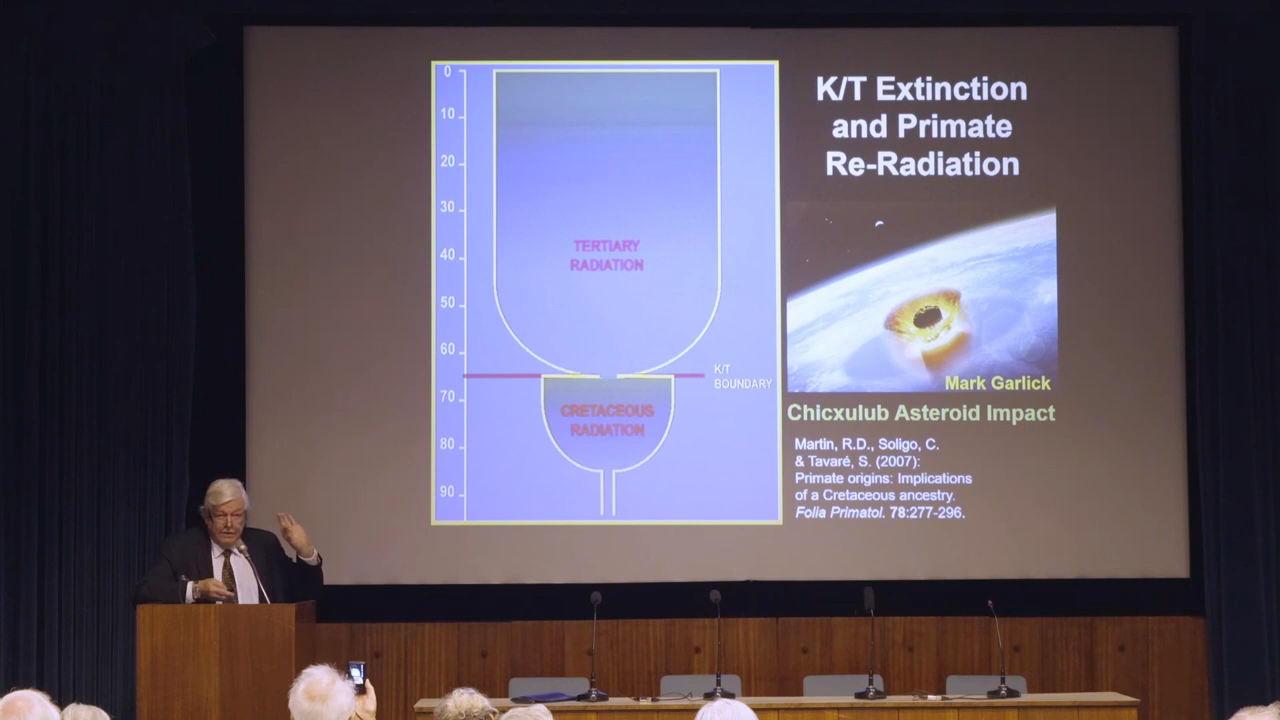 K/T Extinction
and Primate
Re-Radiation
0
10
20
30
40
50
60
70
80
90
TERTIARY
RADIATION
K/T
BOUNDARY
CRETACEOUS
RADIATION
Mark Garlick
Chicxulub Asteroid Impact
Martin, R.D., Soligo, C.
& Tavaré, S. (2007):
Primate origins: Implications
of a Cretaceous ancestry.
Folia Primatol. 78:277-296.